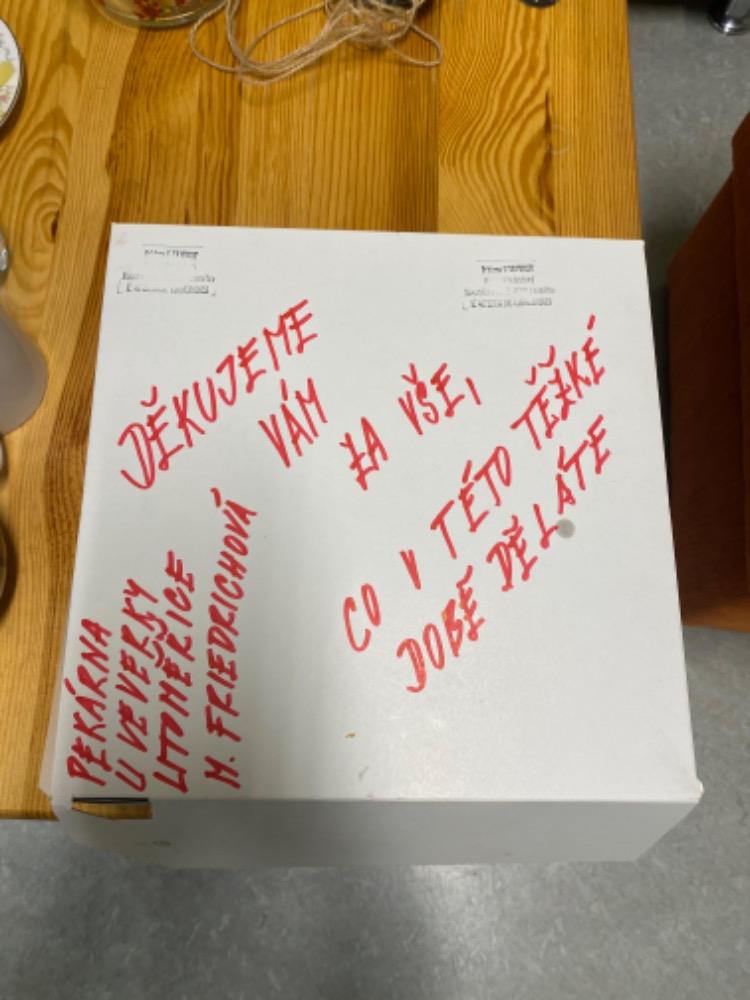 DĚKUJEME
VÁM
ZA VŠE,
CO V TÉTO TĚŽKÉ
DOBĚ DĚLÁTE
PEKÁRNA
U VEVERKY
LITOMĚŘICE
M. FRIEDRICHOVÁ